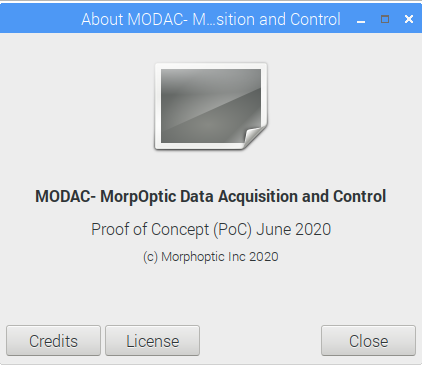 About MODAC- M...sition and Control
MODAC- MorpOptic Data Acquisition and Control
Proof of Concept (PoC) June 2020
(c) Morphoptic Inc 2020
Credits License Close